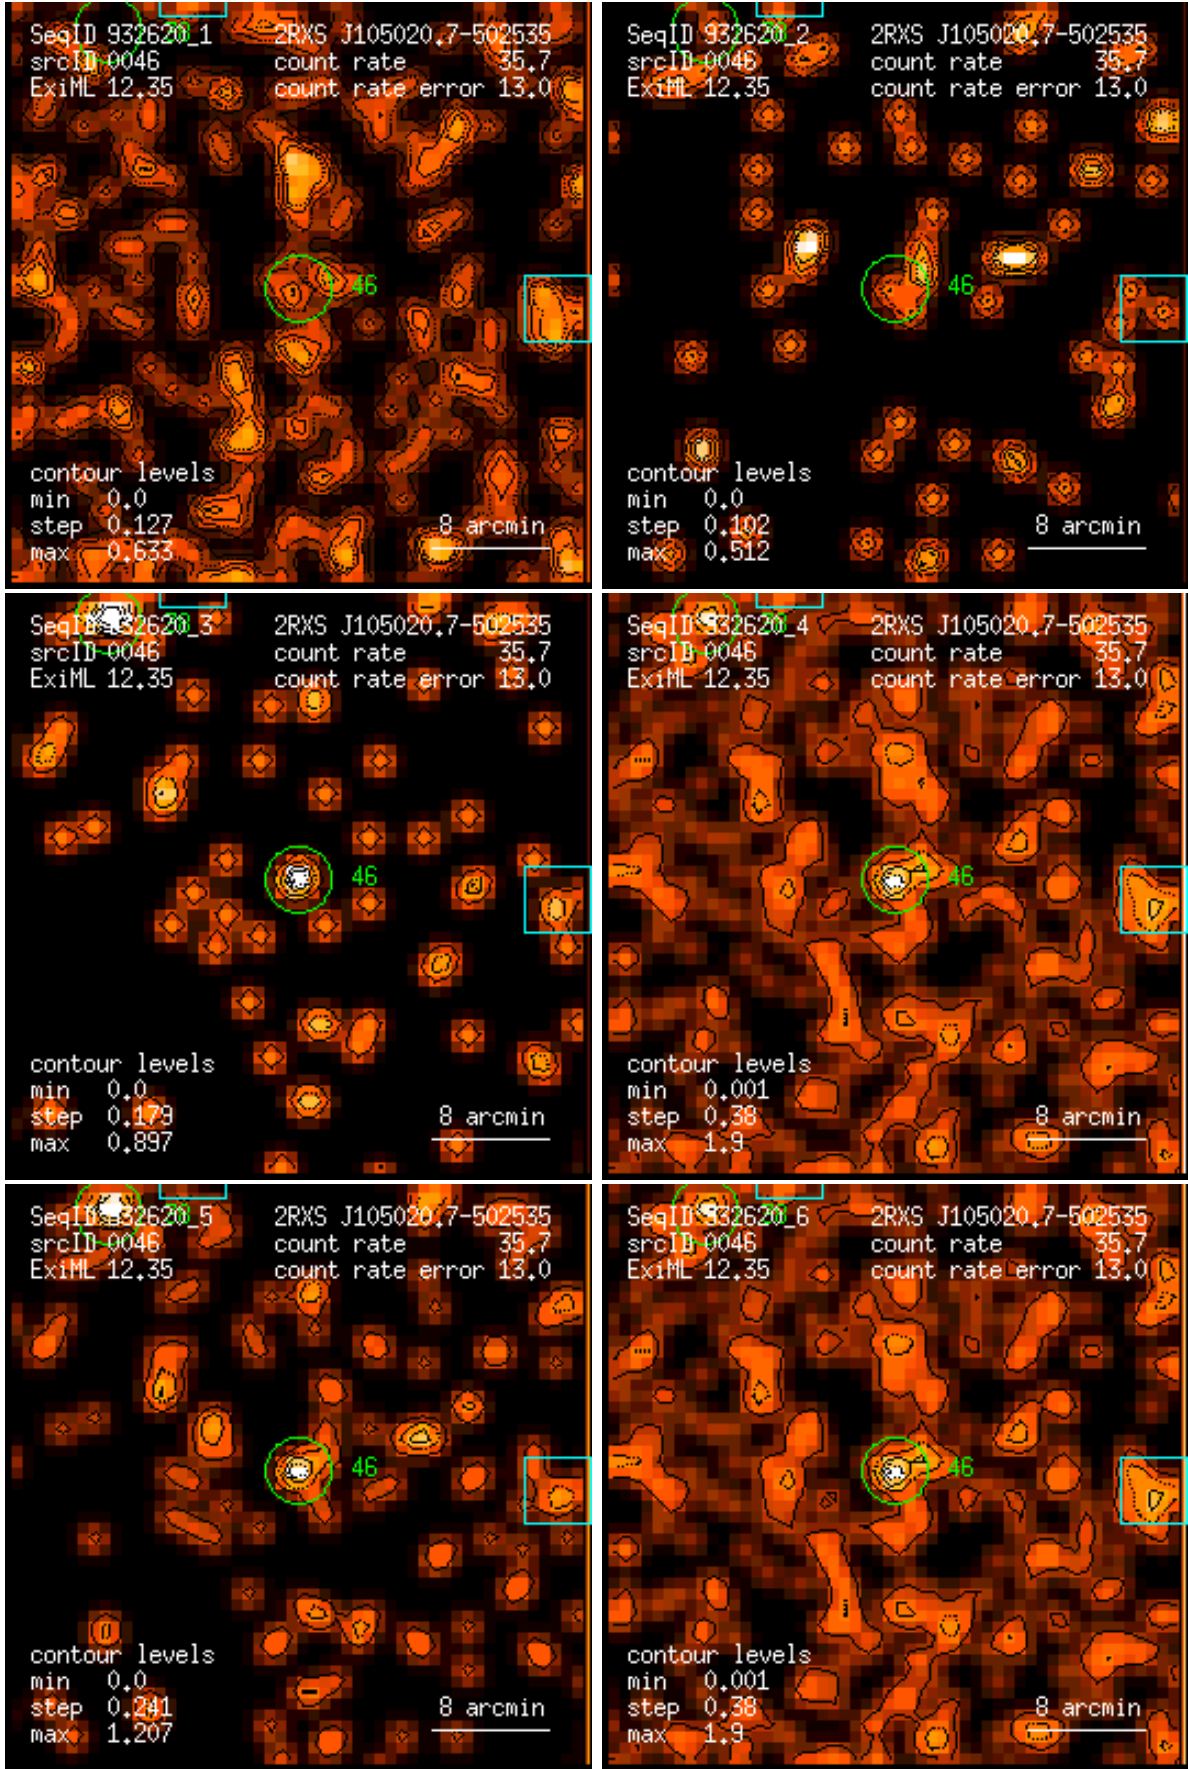 SeqID 932620_1 2RXS J105020.7-502535
srcID 0046 count rate 35.7
ExiML 12.35 count rate error 13.0
46
contour levels
min 0.0
step 0.127 8 arcmin
max 0.633
SeqID 932620_2 2RXS J105020.7-502535
srcID 0046 count rate 35.7
ExiML 12.35 count rate error 13.0
46
contour levels
min 0.0
step 0.102 8 arcmin
max 0.512
SeqID 932620_3 2RXS J105020.7-502535
srcID 0046 count rate 35.7
ExiML 12.35 count rate error 13.0
46
contour levels
min 0.0
step 0.179 8 arcmin
max 0.897
SeqID 932620_4 2RXS J105020.7-502535
srcID 0046 count rate 35.7
ExiML 12.35 count rate error 13.0
46
contour levels
min 0.001
step 0.38 8 arcmin
max 1.9
SeqID 932620_5 2RXS J105020.7-502535
srcID 0046 count rate 35.7
ExiML 12.35 count rate error 13.0
46
contour levels
min 0.0
step 0.241 8 arcmin
max 1.207
SeqID 932620_6 2RXS J105020.7-502535
srcID 0046 count rate 35.7
ExiML 12.35 count rate error 13.0
46
contour levels
min 0.001
step 0.38 8 arcmin
max 1.9